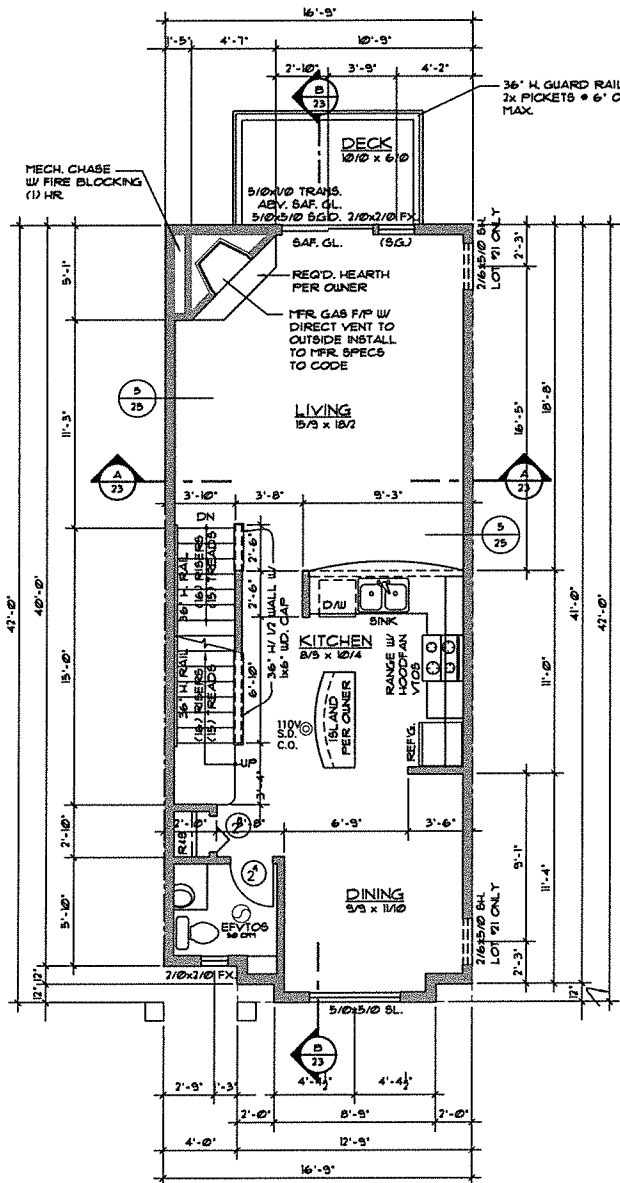 16'-9"
1'-5"
4'-7"
10'-9"
2'-10"
3'-9"
4'-2"
B
23
36" H. GUARD RAIL
2x PICKETS @ 6" O
MAX.
DECK
10/0 x 6/0
MECH. CHASE
W/ FIRE BLOCKING
(1) HR.
5/0x1/0 TRANS.
ABV. SAF. GL.
5/0x5/0 S.G.D.
2/0x2/0 FX.
SAF. GL.
(S.G.)
2/6x5/0 SH.
LOT #21 ONLY
2'-3"
5'-1"
REQ'D. HEARTH
PER OWNER
MFR. GAS F/P W/
DIRECT VENT TO
OUTSIDE INSTALL
TO MFR. SPECS
TO CODE
5
25
LIVING
15/9 x 18/2
11'-3"
16'-5"
18'-8"
A
23
A
23
3'-10"
3'-8"
9'-3"
DN
5
25
42'-0"
40'-0"
41'-0"
42'-0"
36" H. RAIL
(16) RISERS
(15) TREADS
2'-6"
2'-6"
36" H/ 1/2 WALL W/
1x6" WD. CAP
D/W
SINK
KITCHEN
8/5 x 10/4
RANGE W/
HOODFAN
VTOS
15'-0"
36" H. RAIL
(16) RISERS
(15) TREADS
6'-10"
ISLAND
PER OWNER
110V
S.D.
C.O.
REF'G.
11'-0"
UP
3'-4"
2'-10"
6'-9"
3'-6"
2'-10"
R&S
2⁴
9'-1"
11'-4"
DINING
9/9 x 11/10
5'-10"
EFVTOS
50 CFM
2/6x5/0 SH.
LOT #21 ONLY
2'-3"
12"
12"
12"
2/0x2/0 FX.
5/0x5/0 SL.
B
23
2'-9"
1'-3"
4'-4½"
4'-4½"
2'-0"
8'-9"
2'-0"
4'-0"
12'-9"
16'-9"